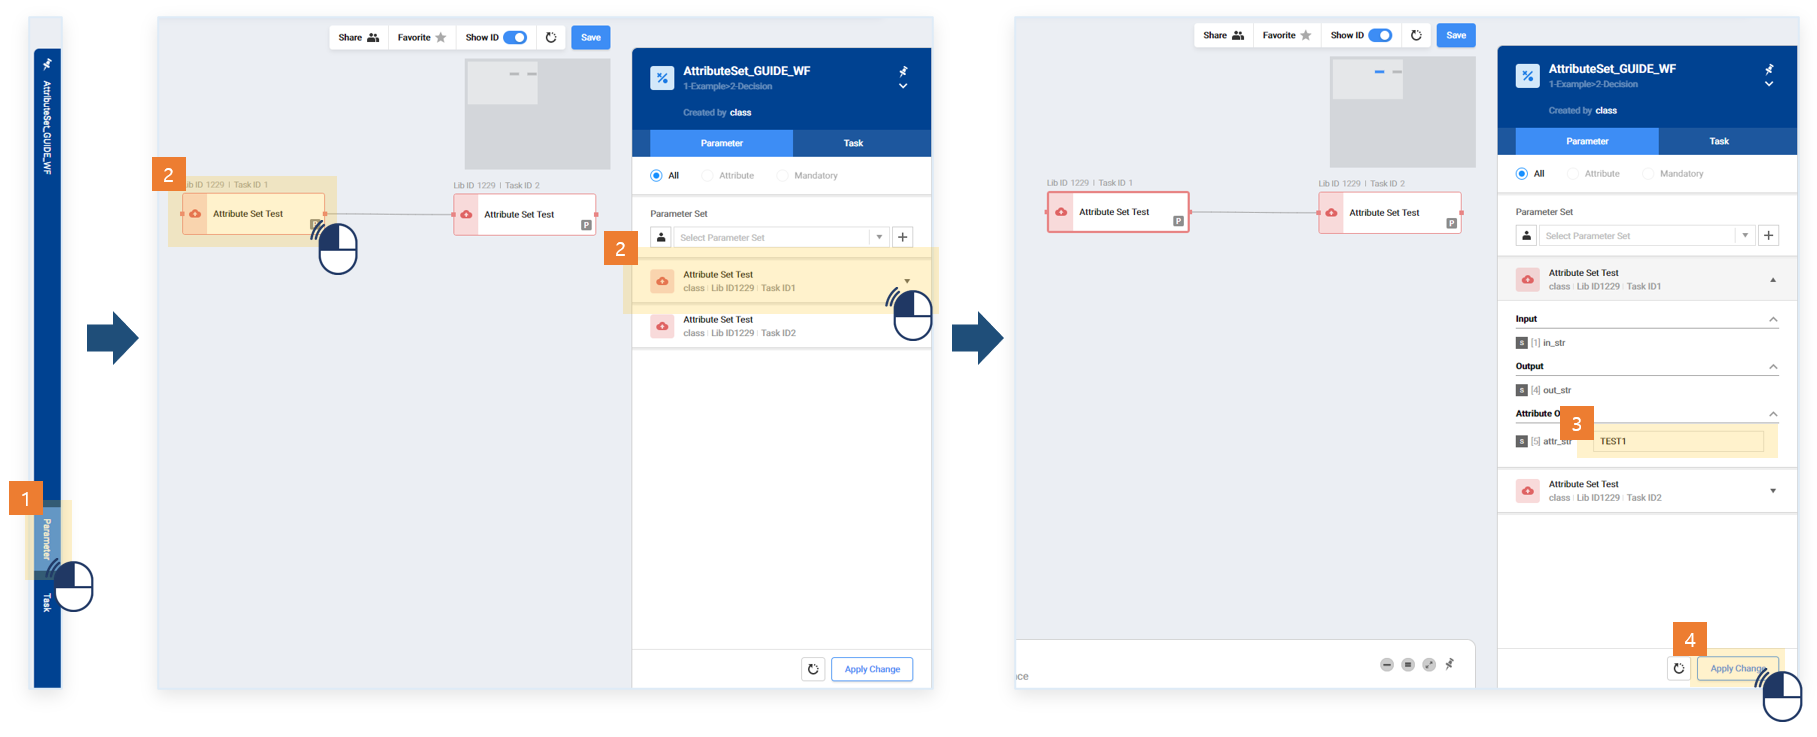 AttributeSet_GUIDE_WF
1
Parameter
Task
Share
Favorite
Show ID
Save
2
Lib ID 1229 | Task ID 1
Attribute Set Test
P
Lib ID 1229 | Task ID 2
Attribute Set Test
P
AttributeSet_GUIDE_WF
1-Example>2-Decision
Created by class
Parameter
Task
All
Attribute
Mandatory
Parameter Set
Select Parameter Set
2
Attribute Set Test
class | Lib ID1229 | Task ID1
Attribute Set Test
class | Lib ID1229 | Task ID2
Apply Change
Share
Favorite
Show ID
Save
Lib ID 1229 | Task ID 1
Attribute Set Test
P
Lib ID 1229 | Task ID 2
Attribute Set Test
P
AttributeSet_GUIDE_WF
1-Example>2-Decision
Created by class
Parameter
Task
All
Attribute
Mandatory
Parameter Set
Select Parameter Set
Attribute Set Test
class | Lib ID1229 | Task ID1
Input
S [1] in_str
Output
S [4] out_str
Attribute O
3
S [5] attr_str
TEST1
Attribute Set Test
class | Lib ID1229 | Task ID2
4
Apply Change
nce